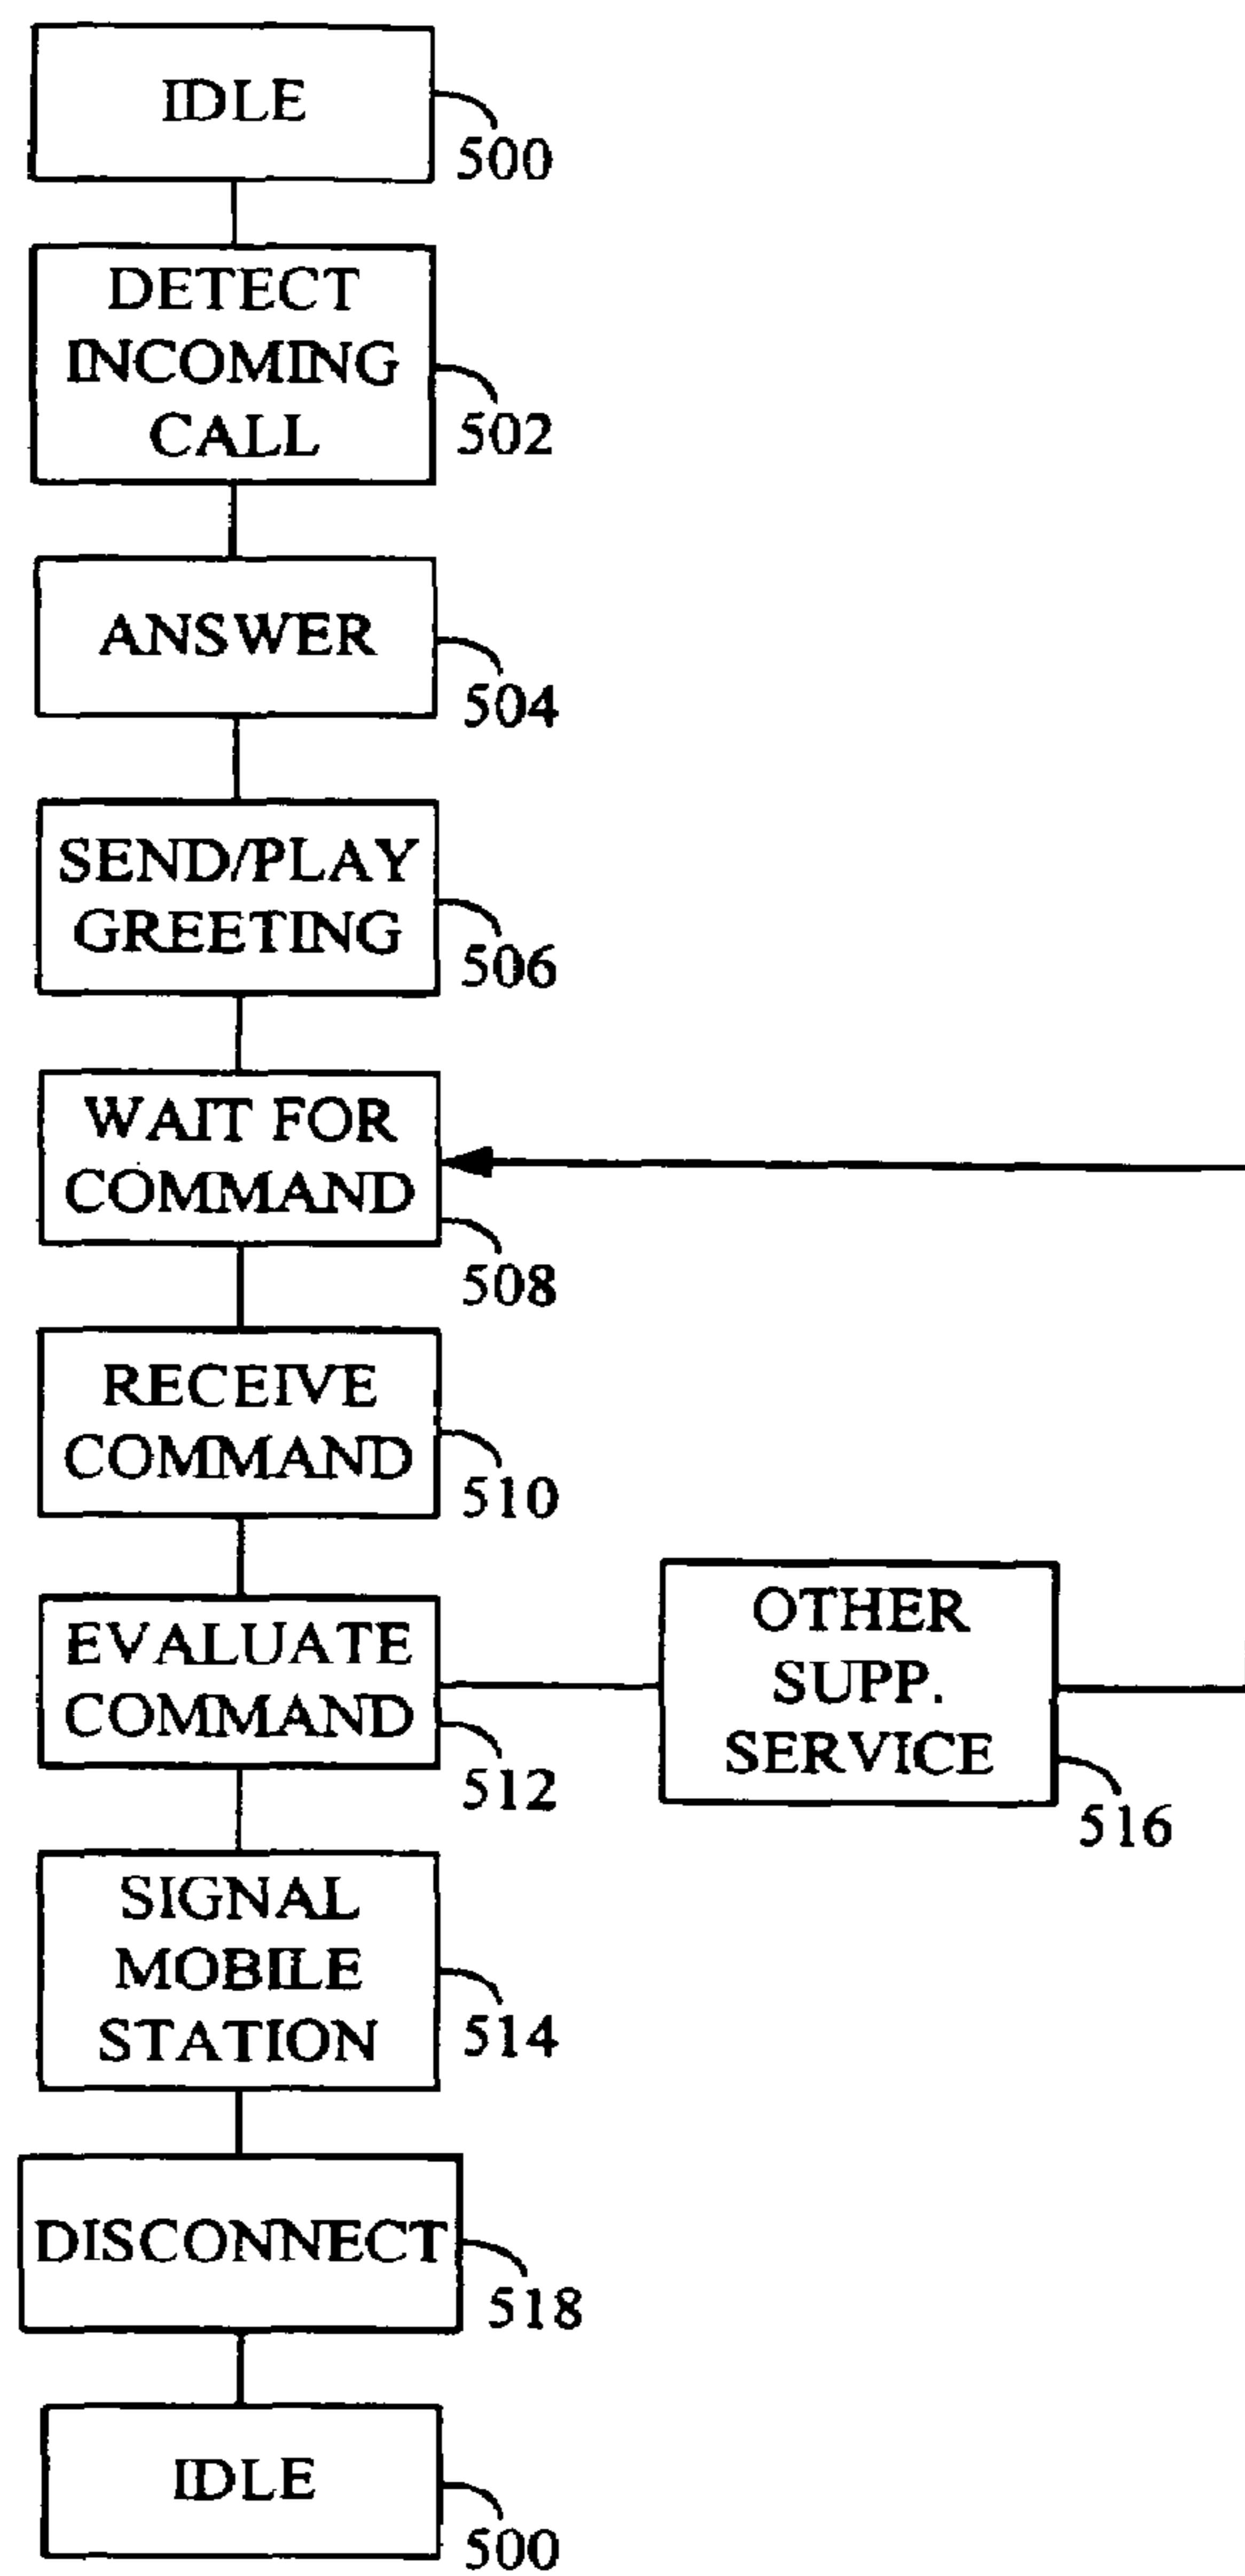 IDLE
500
DETECT
INCOMING
CALL
502
ANSWER
504
SEND/PLAY
GREETING
506
WAIT FOR
COMMAND
508
RECEIVE
COMMAND
510
EVALUATE
COMMAND
512
OTHER
SUPP.
SERVICE
516
SIGNAL
MOBILE
STATION
514
DISCONNECT
518
IDLE
500